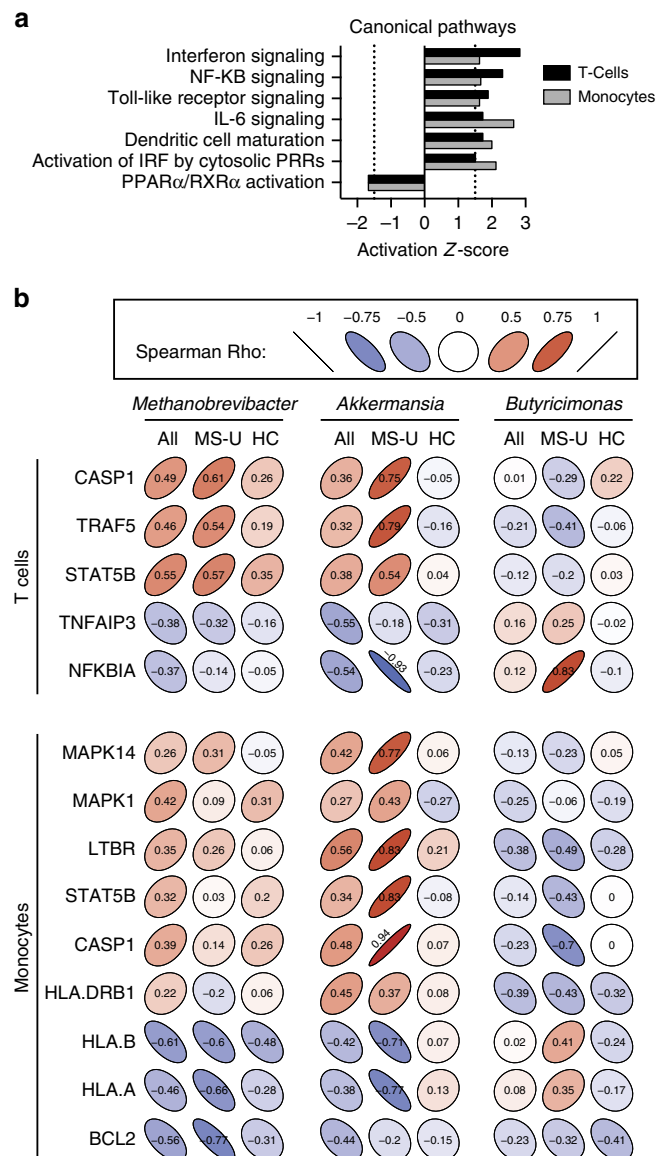 a
Canonical pathways
Interferon signaling
NF-KB signaling
Toll-like receptor signaling
IL-6 signaling
Dendritic cell maturation
Activation of IRF by cytosolic PRRs
PPARα/RXRα activation
T-Cells
Monocytes
−2 −1 0 1 2 3
Activation Z-score
b
Spearman Rho:
−1 −0.75 −0.5 0 0.5 0.75 1
Methanobrevibacter Akkermansia Butyricimonas
All MS-U HC All MS-U HC All MS-U HC
T cells
CASP1 0.49 0.61 0.26 0.36 0.75 −0.05 0.01 −0.29 0.22
TRAF5 0.46 0.54 0.19 0.32 0.79 −0.16 −0.21 −0.41 −0.06
STAT5B 0.55 0.57 0.35 0.38 0.54 0.04 −0.12 −0.2 0.03
TNFAIP3 −0.38 −0.32 −0.16 −0.55 −0.18 −0.31 0.16 0.25 −0.02
NFKBIA −0.37 −0.14 −0.05 −0.54 −0.93 −0.23 0.12 0.83 −0.1
Monocytes
MAPK14 0.26 0.31 −0.05 0.42 0.77 0.06 −0.13 −0.23 0.05
MAPK1 0.42 0.09 0.31 0.27 0.43 −0.27 −0.25 −0.06 −0.19
LTBR 0.35 0.26 0.06 0.56 0.83 0.21 −0.38 −0.49 −0.28
STAT5B 0.32 0.03 0.2 0.34 0.83 −0.08 −0.14 −0.43 0
CASP1 0.39 0.14 0.26 0.48 0.94 0.07 −0.23 −0.7 0
HLA.DRB1 0.22 −0.2 0.06 0.45 0.37 0.08 −0.39 −0.43 −0.32
HLA.B −0.61 −0.6 −0.48 −0.42 −0.71 0.07 0.02 0.41 −0.24
HLA.A −0.46 −0.66 −0.28 −0.38 −0.77 0.13 0.08 0.35 −0.17
BCL2 −0.56 −0.77 −0.31 −0.44 −0.2 −0.15 −0.23 −0.32 −0.41